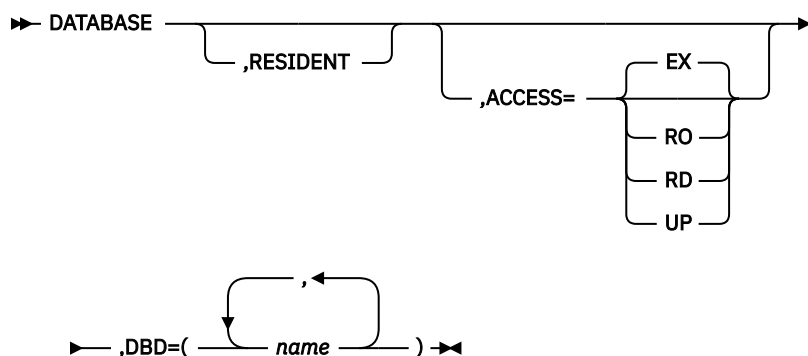 DATABASE
,RESIDENT
,ACCESS=
EX
RO
RD
UP
,DBD=(
,
name
)